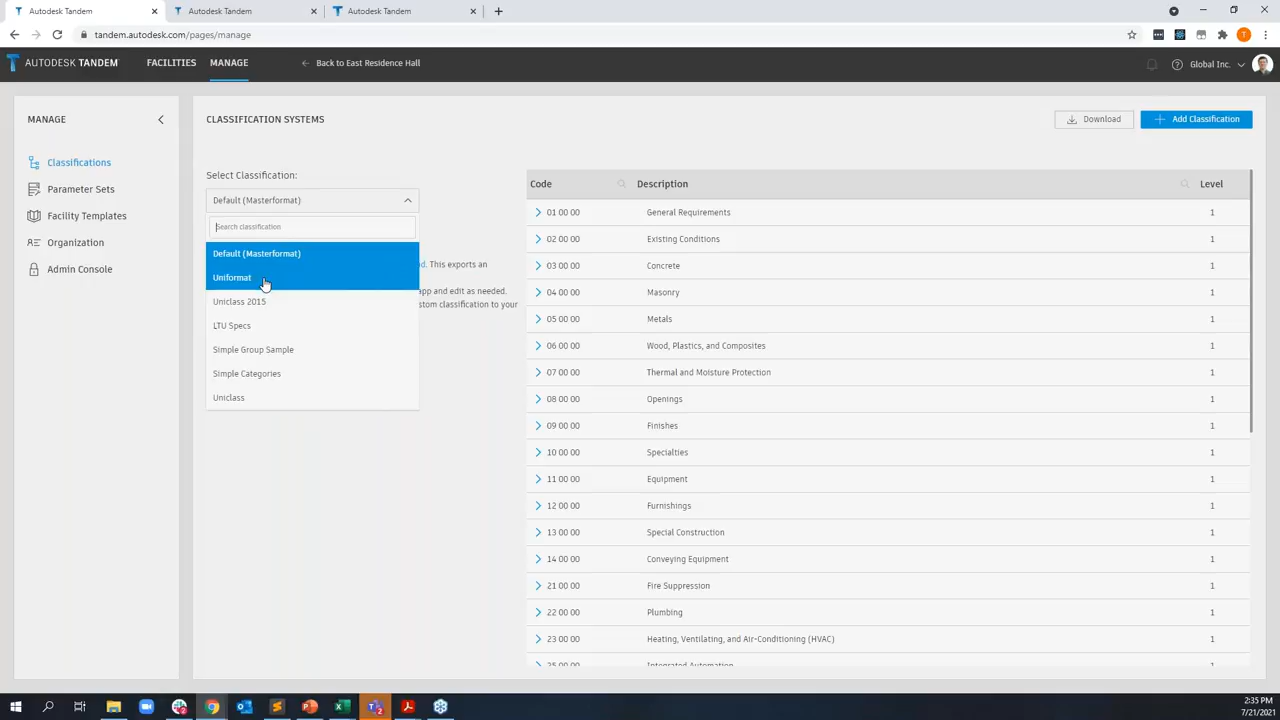 Autodesk Tandem
Autodesk Tandem
Autodesk Tandem
tandem.autodesk.com/pages/manage
T
AUTODESK TANDEM
FACILITIES
MANAGE
Back to East Residence Hall
Global Inc.
MANAGE
Classifications
Parameter Sets
Facility Templates
Organization
Admin Console
CLASSIFICATION SYSTEMS
Download
Add Classification
Select Classification:
Default (Masterformat)
Search classification
Default (Masterformat)
Uniformat
Uniclass 2015
LTU Specs
Simple Group Sample
Simple Categories
Uniclass
d. This exports an
app and edit as needed.
stom classification to your
Code Description Level
01 00 00 General Requirements 1
02 00 00 Existing Conditions 1
03 00 00 Concrete 1
04 00 00 Masonry 1
05 00 00 Metals 1
06 00 00 Wood, Plastics, and Composites 1
07 00 00 Thermal and Moisture Protection 1
08 00 00 Openings 1
09 00 00 Finishes 1
10 00 00 Specialties 1
11 00 00 Equipment 1
12 00 00 Furnishings 1
13 00 00 Special Construction 1
14 00 00 Conveying Equipment 1
21 00 00 Fire Suppression 1
22 00 00 Plumbing 1
23 00 00 Heating, Ventilating, and Air-Conditioning (HVAC) 1
25 00 00 Integrated Automation 1
2:35 PM
7/21/2021